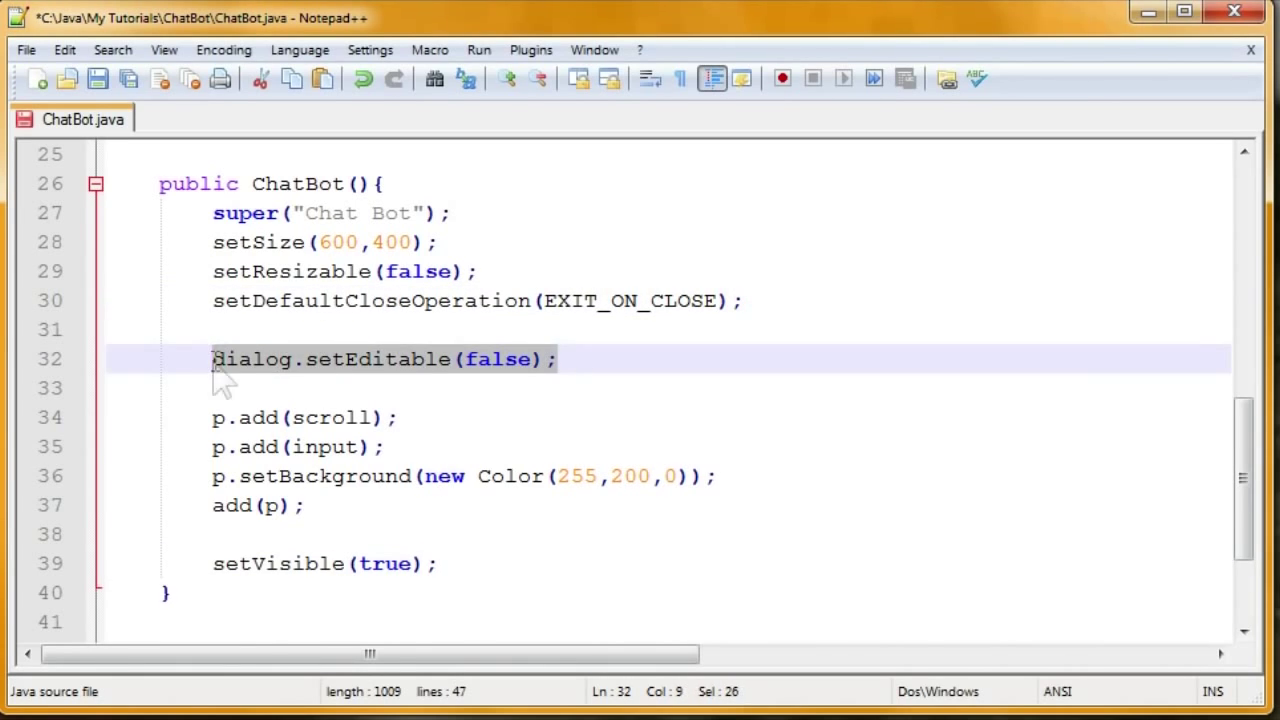 *C:\Java\My Tutorials\ChatBot\ChatBot.java - Notepad++
File Edit Search View Encoding Language Settings Macro Run Plugins Window ? X
ABC
ChatBot.java
25
26 public ChatBot(){
27 super("Chat Bot");
28 setSize(600,400);
29 setResizable(false);
30 setDefaultCloseOperation(EXIT_ON_CLOSE);
31
32 dialog.setEditable(false);
33
34 p.add(scroll);
35 p.add(input);
36 p.setBackground(new Color(255,200,0));
37 add(p);
38
39 setVisible(true);
40 }
41
Java source file length : 1009 lines : 47 Ln : 32 Col : 9 Sel : 26 Dos\Windows ANSI INS